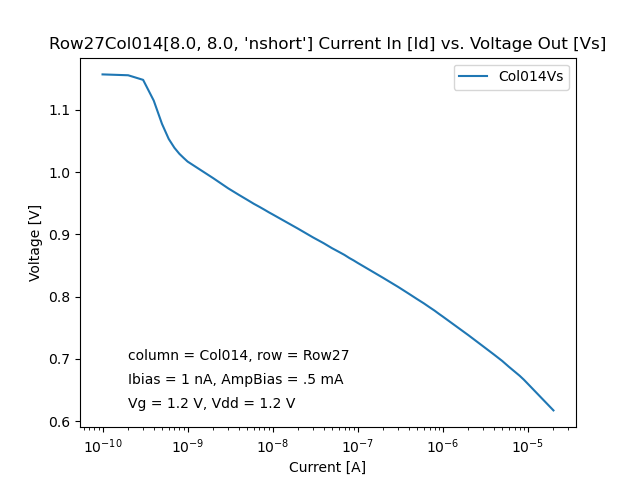 Row27Col014[8.0, 8.0, 'nshort'] Current In [Id] vs. Voltage Out [Vs]
Col014Vs
1.1
1.0
0.9
0.8
0.7
0.6
Voltage [V]
column = Col014, row = Row27
Ibias = 1 nA, AmpBias = .5 mA
Vg = 1.2 V, Vdd = 1.2 V
10⁻¹⁰ 10⁻⁹ 10⁻⁸ 10⁻⁷ 10⁻⁶ 10⁻⁵
Current [A]